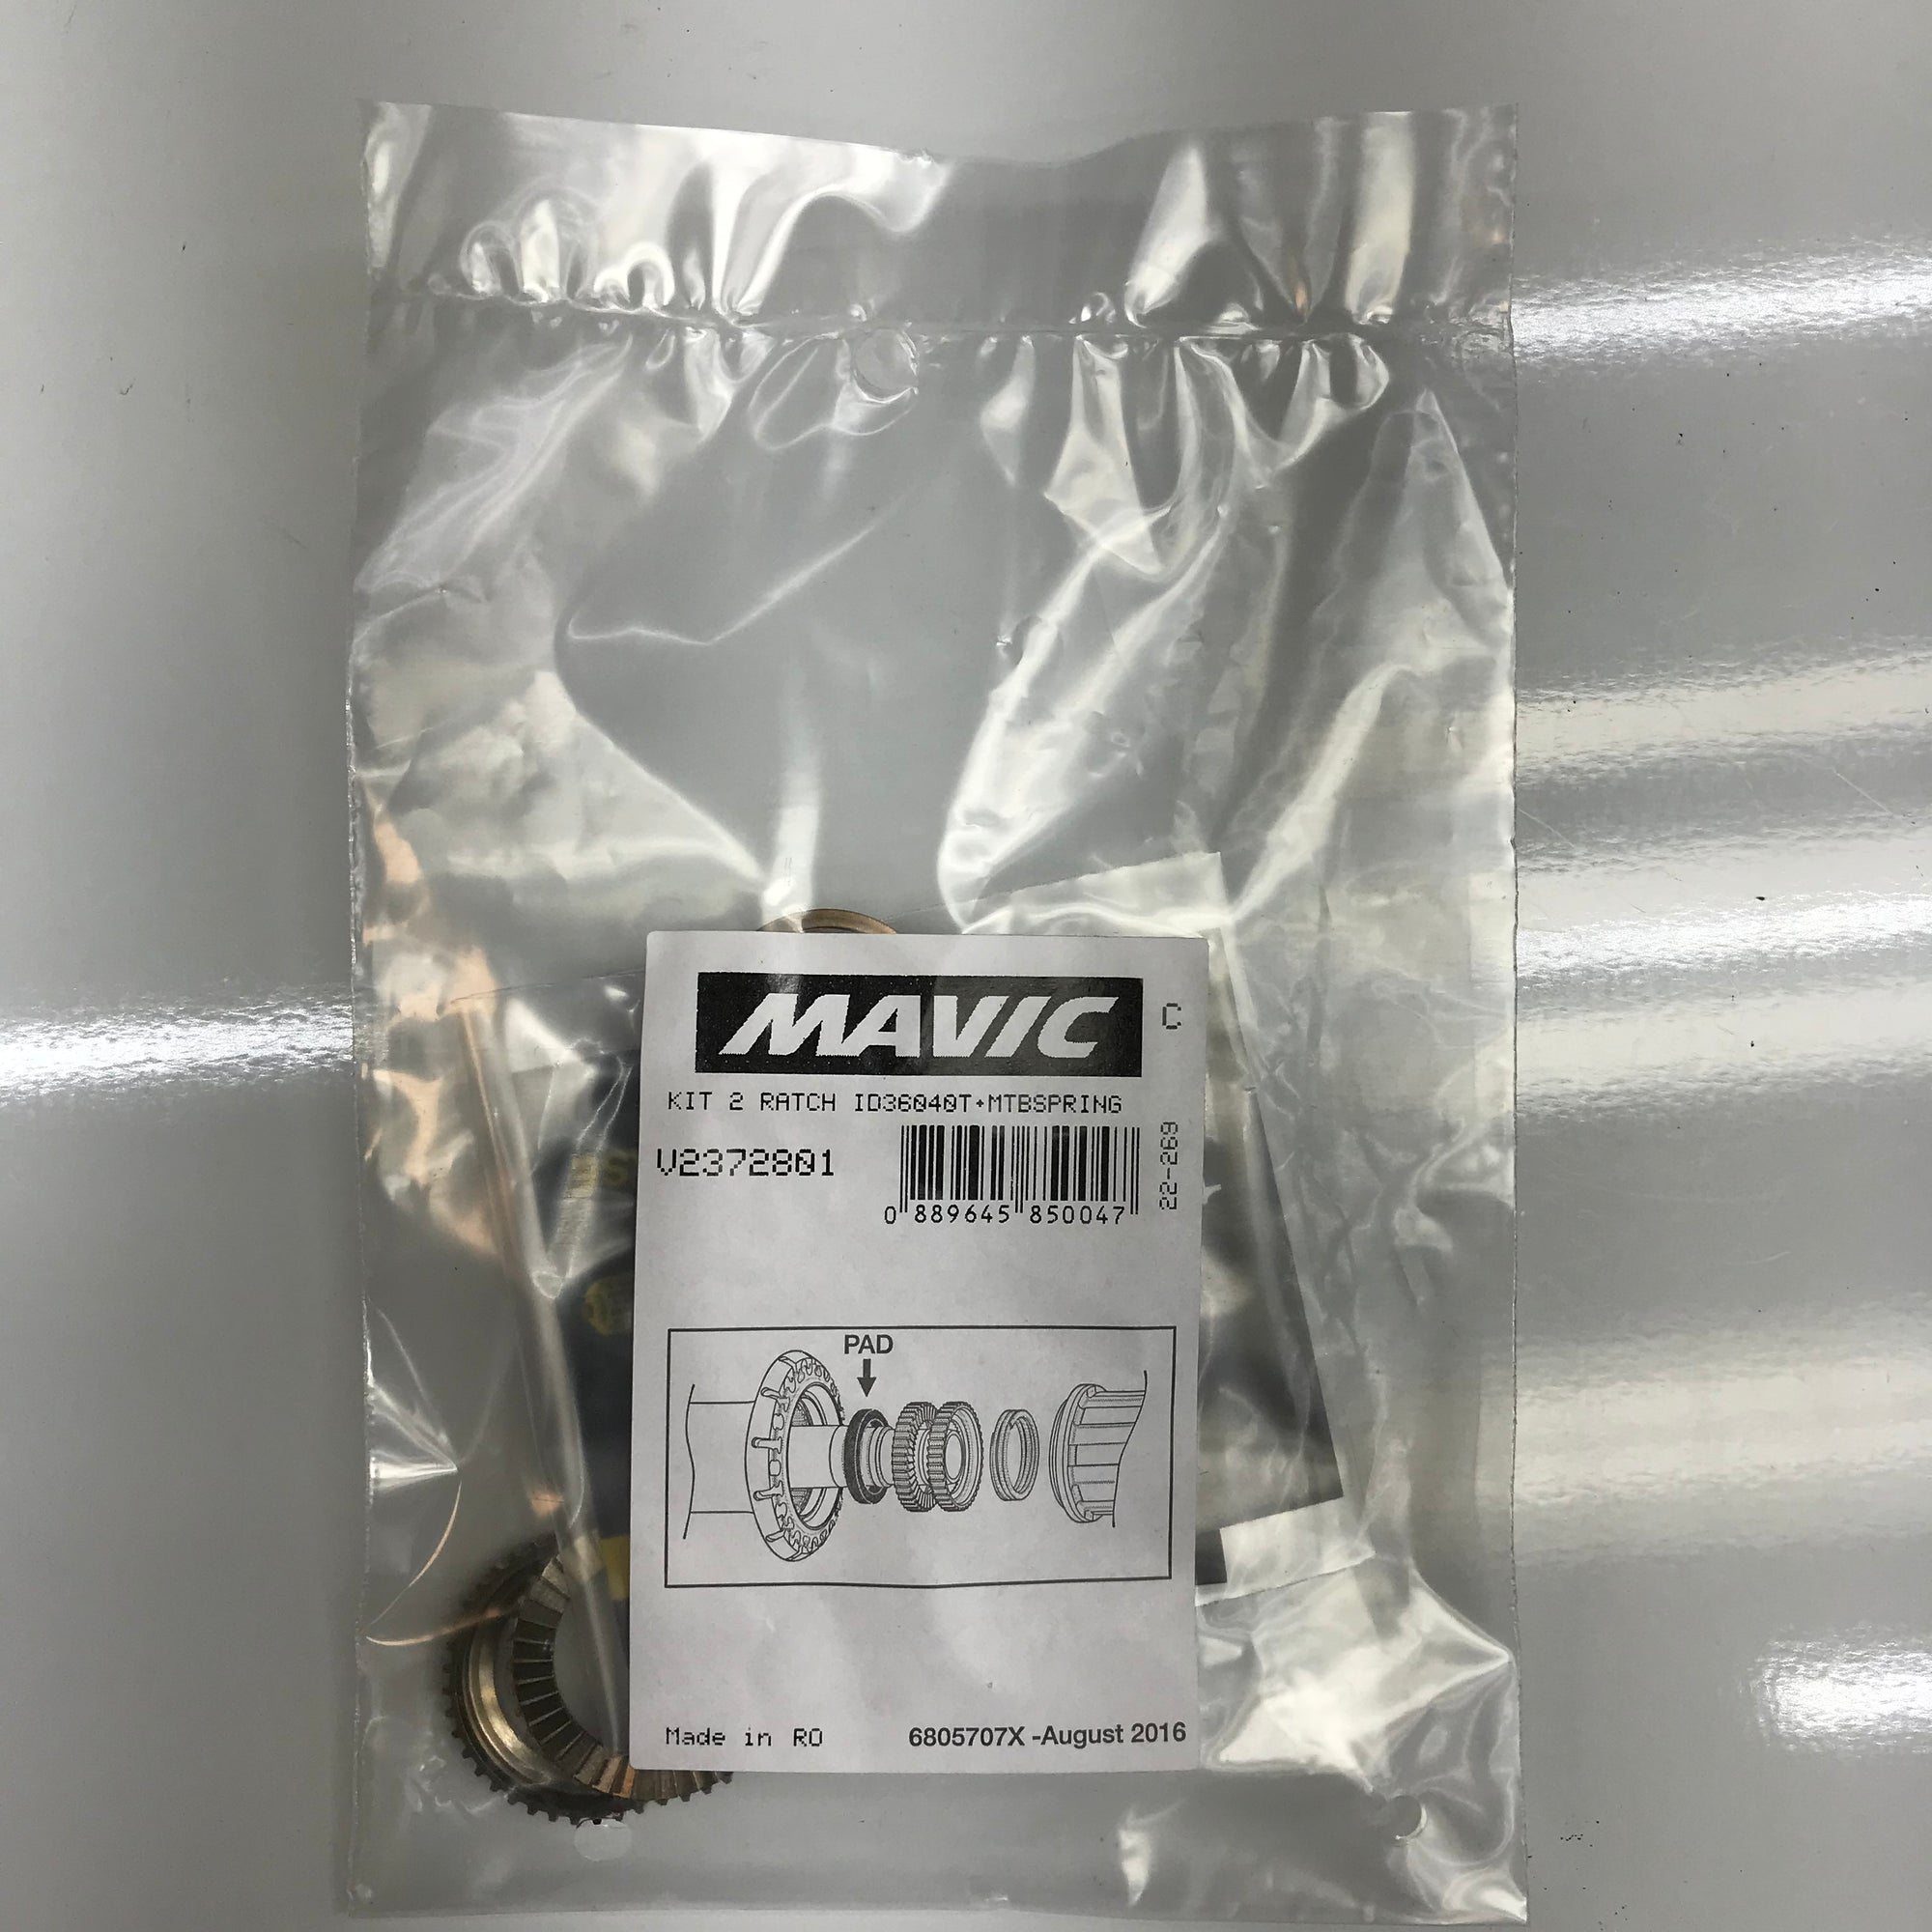 MAVIC
C
KIT 2 RATCH ID36040T+MTBSPRING
V2372801
22-269
0 889645 850047
PAD
Made in RO
6805707X -August 2016